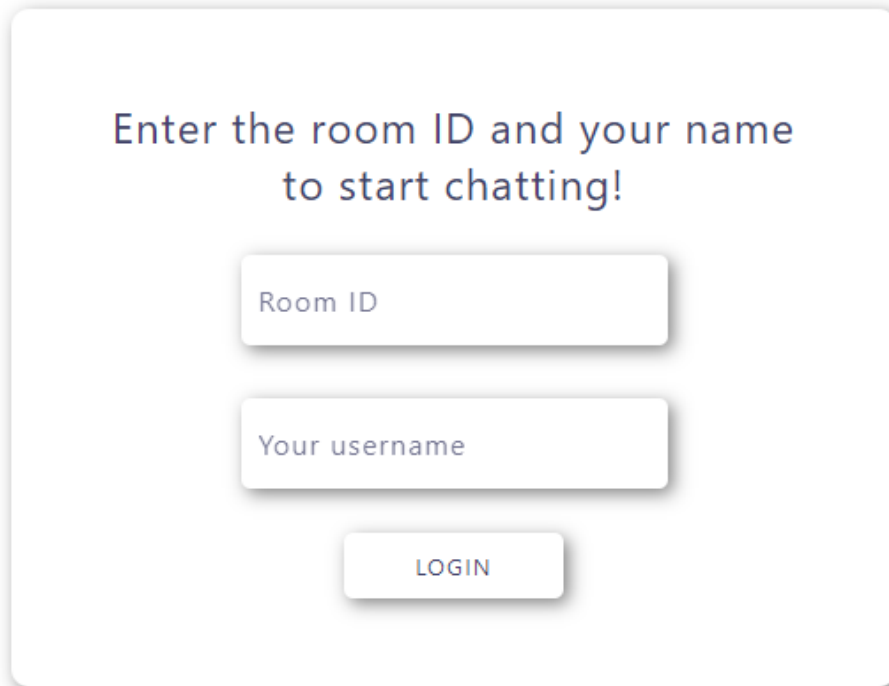 Enter the room ID and your name
to start chatting!
Room ID
Your username
LOGIN